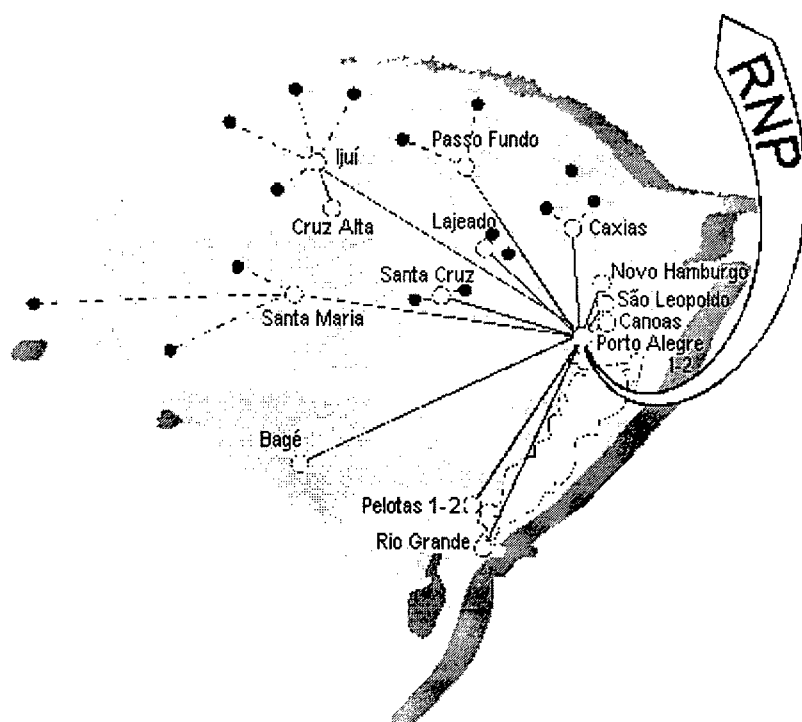 RNP
Passo Fundo
Ijuí
Cruz Alta
Lajeado
Caxias
Novo Hamburgo
Santa Cruz
São Leopoldo
Santa Maria
Canoas
Porto Alegre
1-2
Bagé
Pelotas 1-2
Rio Grande